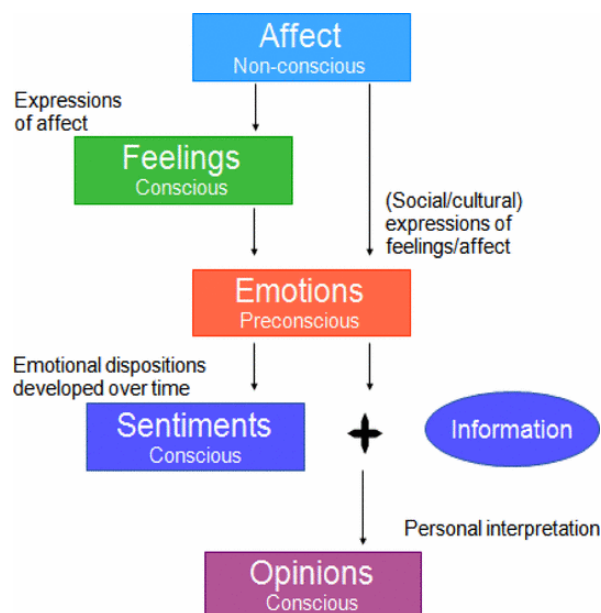 Affect
Non-conscious
Expressions
of affect
Feelings
Conscious
(Social/cultural)
expressions of
feelings/affect
Emotions
Preconscious
Emotional dispositions
developed over time
Sentiments
Conscious
Information
Personal interpretation
Opinions
Conscious